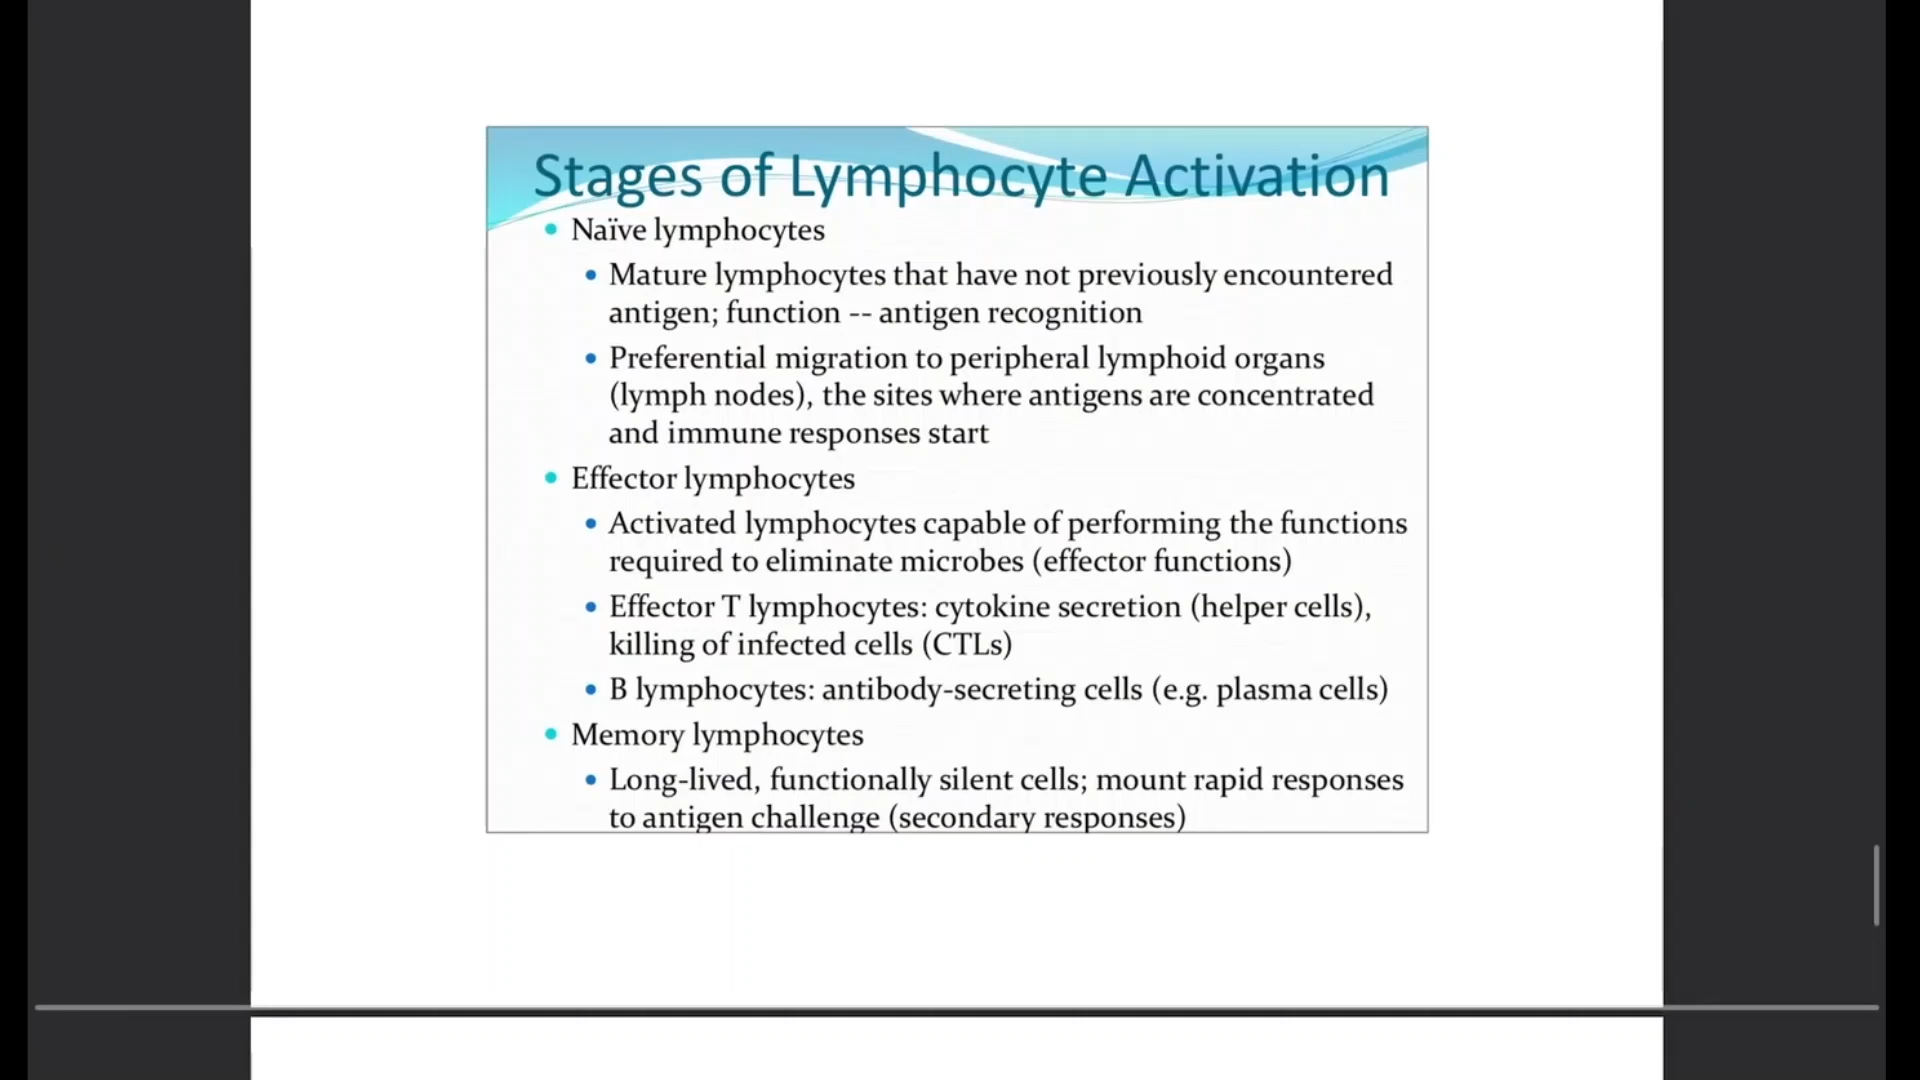 Stages of Lymphocyte Activation
• Naïve lymphocytes
• Mature lymphocytes that have not previously encountered
antigen; function -- antigen recognition
• Preferential migration to peripheral lymphoid organs
(lymph nodes), the sites where antigens are concentrated
and immune responses start
• Effector lymphocytes
• Activated lymphocytes capable of performing the functions
required to eliminate microbes (effector functions)
• Effector T lymphocytes: cytokine secretion (helper cells),
killing of infected cells (CTLs)
• B lymphocytes: antibody-secreting cells (e.g. plasma cells)
• Memory lymphocytes
• Long-lived, functionally silent cells; mount rapid responses
to antigen challenge (secondary responses)